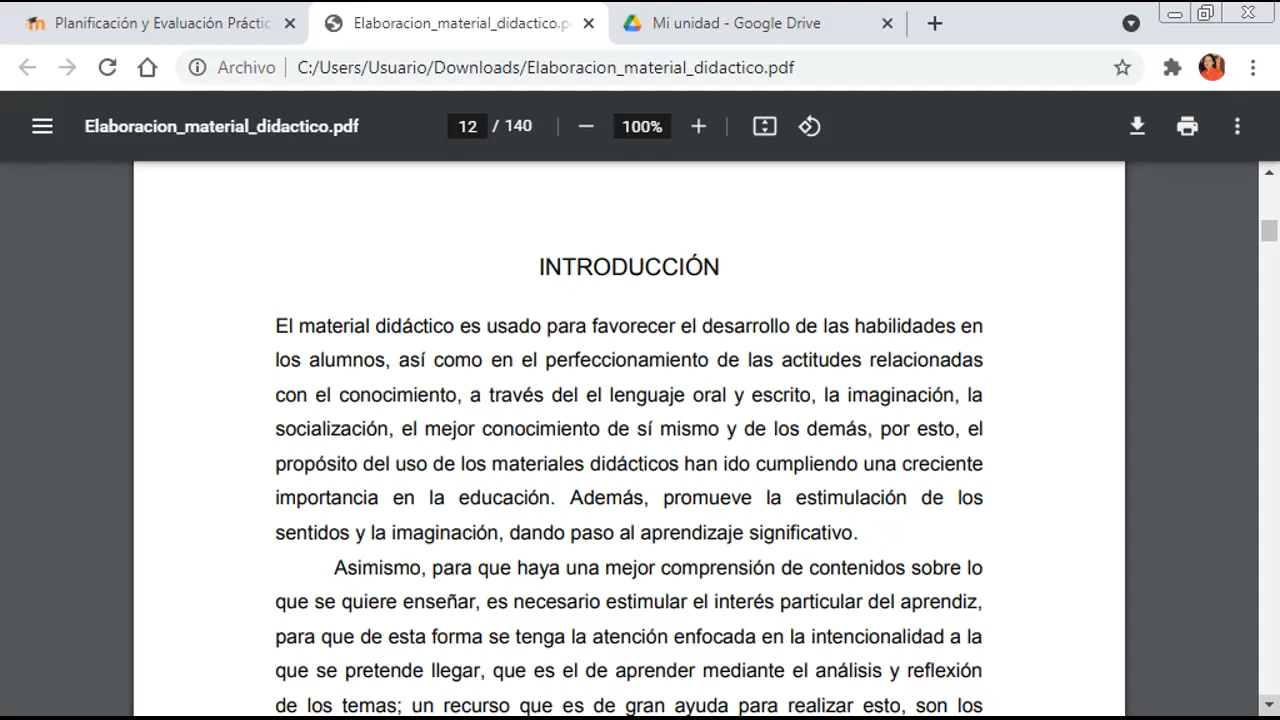 Planificación y Evaluación Práctic
Elaboracion_material_didactico.p
Mi unidad - Google Drive
Archivo
C:/Users/Usuario/Downloads/Elaboracion_material_didactico.pdf
Elaboracion_material_didactico.pdf
12 / 140
100%
INTRODUCCIÓN
El material didáctico es usado para favorecer el desarrollo de las habilidades en
los alumnos, así como en el perfeccionamiento de las actitudes relacionadas
con el conocimiento, a través del el lenguaje oral y escrito, la imaginación, la
socialización, el mejor conocimiento de sí mismo y de los demás, por esto, el
propósito del uso de los materiales didácticos han ido cumpliendo una creciente
importancia en la educación. Además, promueve la estimulación de los
sentidos y la imaginación, dando paso al aprendizaje significativo.
Asimismo, para que haya una mejor comprensión de contenidos sobre lo
que se quiere enseñar, es necesario estimular el interés particular del aprendiz,
para que de esta forma se tenga la atención enfocada en la intencionalidad a la
que se pretende llegar, que es el de aprender mediante el análisis y reflexión
de los temas; un recurso que es de gran ayuda para realizar esto, son los